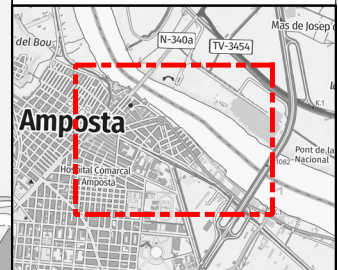 Mas de Josep
del Bou
N-340a
TV-3454
K.1
Amposta
Pont de la
Nacional
1082
Hospital Comarcal
d'Amposta